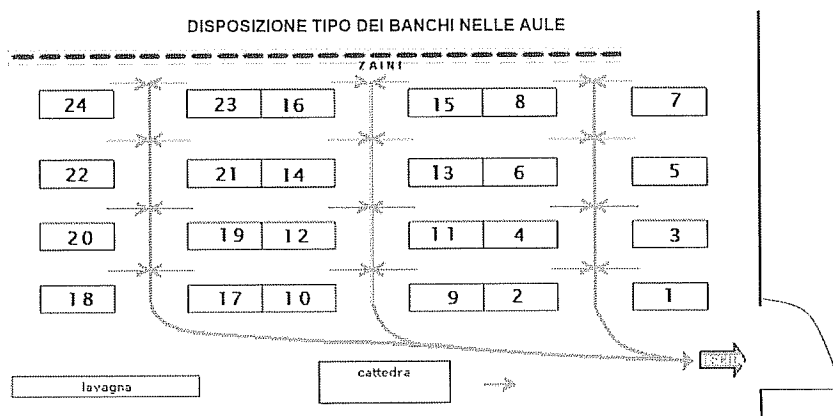 DISPOSIZIONE TIPO DEI BANCHI NELLE AULE
ZAINI
24 23 16 15 8 7
22 21 14 13 6 5
20 19 12 11 4 3
18 17 10 9 2 1
cattedra
lavagna